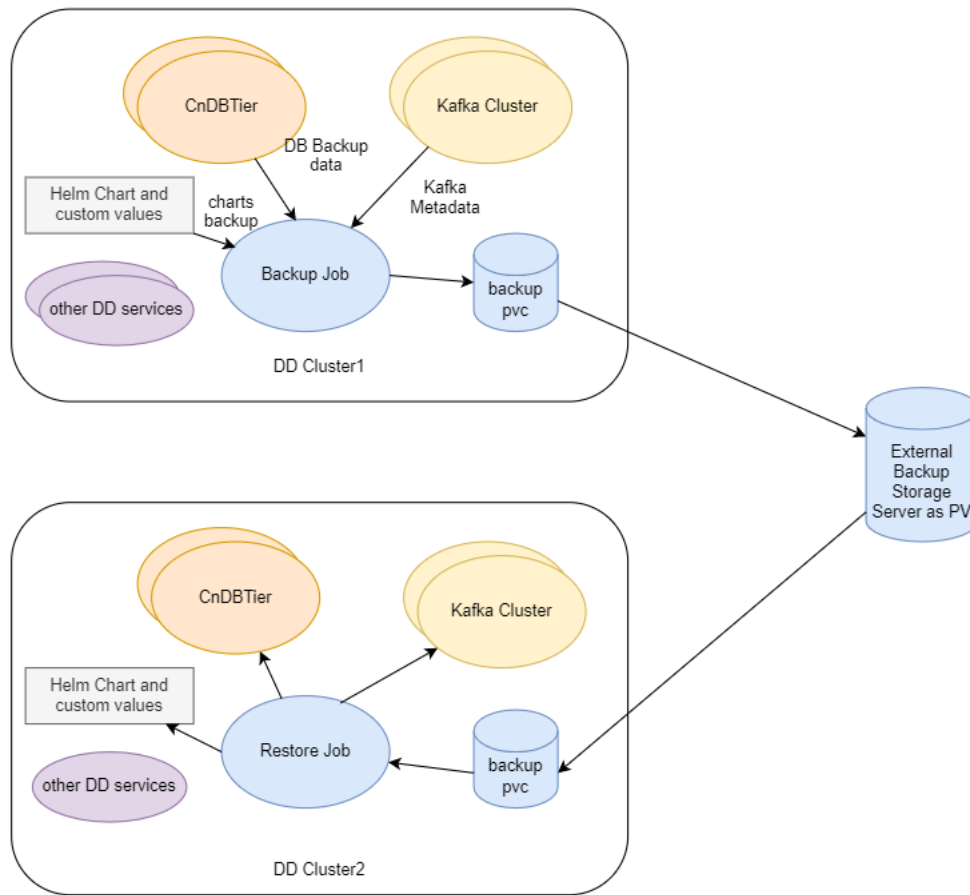 CnDBTier
Kafka Cluster
DB Backup
data
Helm Chart and
custom values
charts
backup
Kafka
Metadata
Backup Job
backup
pvc
other DD services
DD Cluster1
External
Backup
Storage
Server as PV
CnDBTier
Kafka Cluster
Helm Chart and
custom values
Restore Job
backup
pvc
other DD services
DD Cluster2